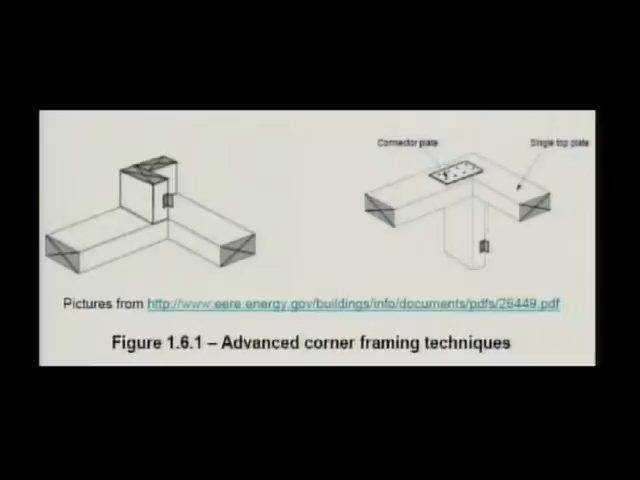 Connector plate
Single top plate
Pictures from http://www.eere.energy.gov/buildings/info/documents/pdfs/26449.pdf
Figure 1.6.1 – Advanced corner framing techniques